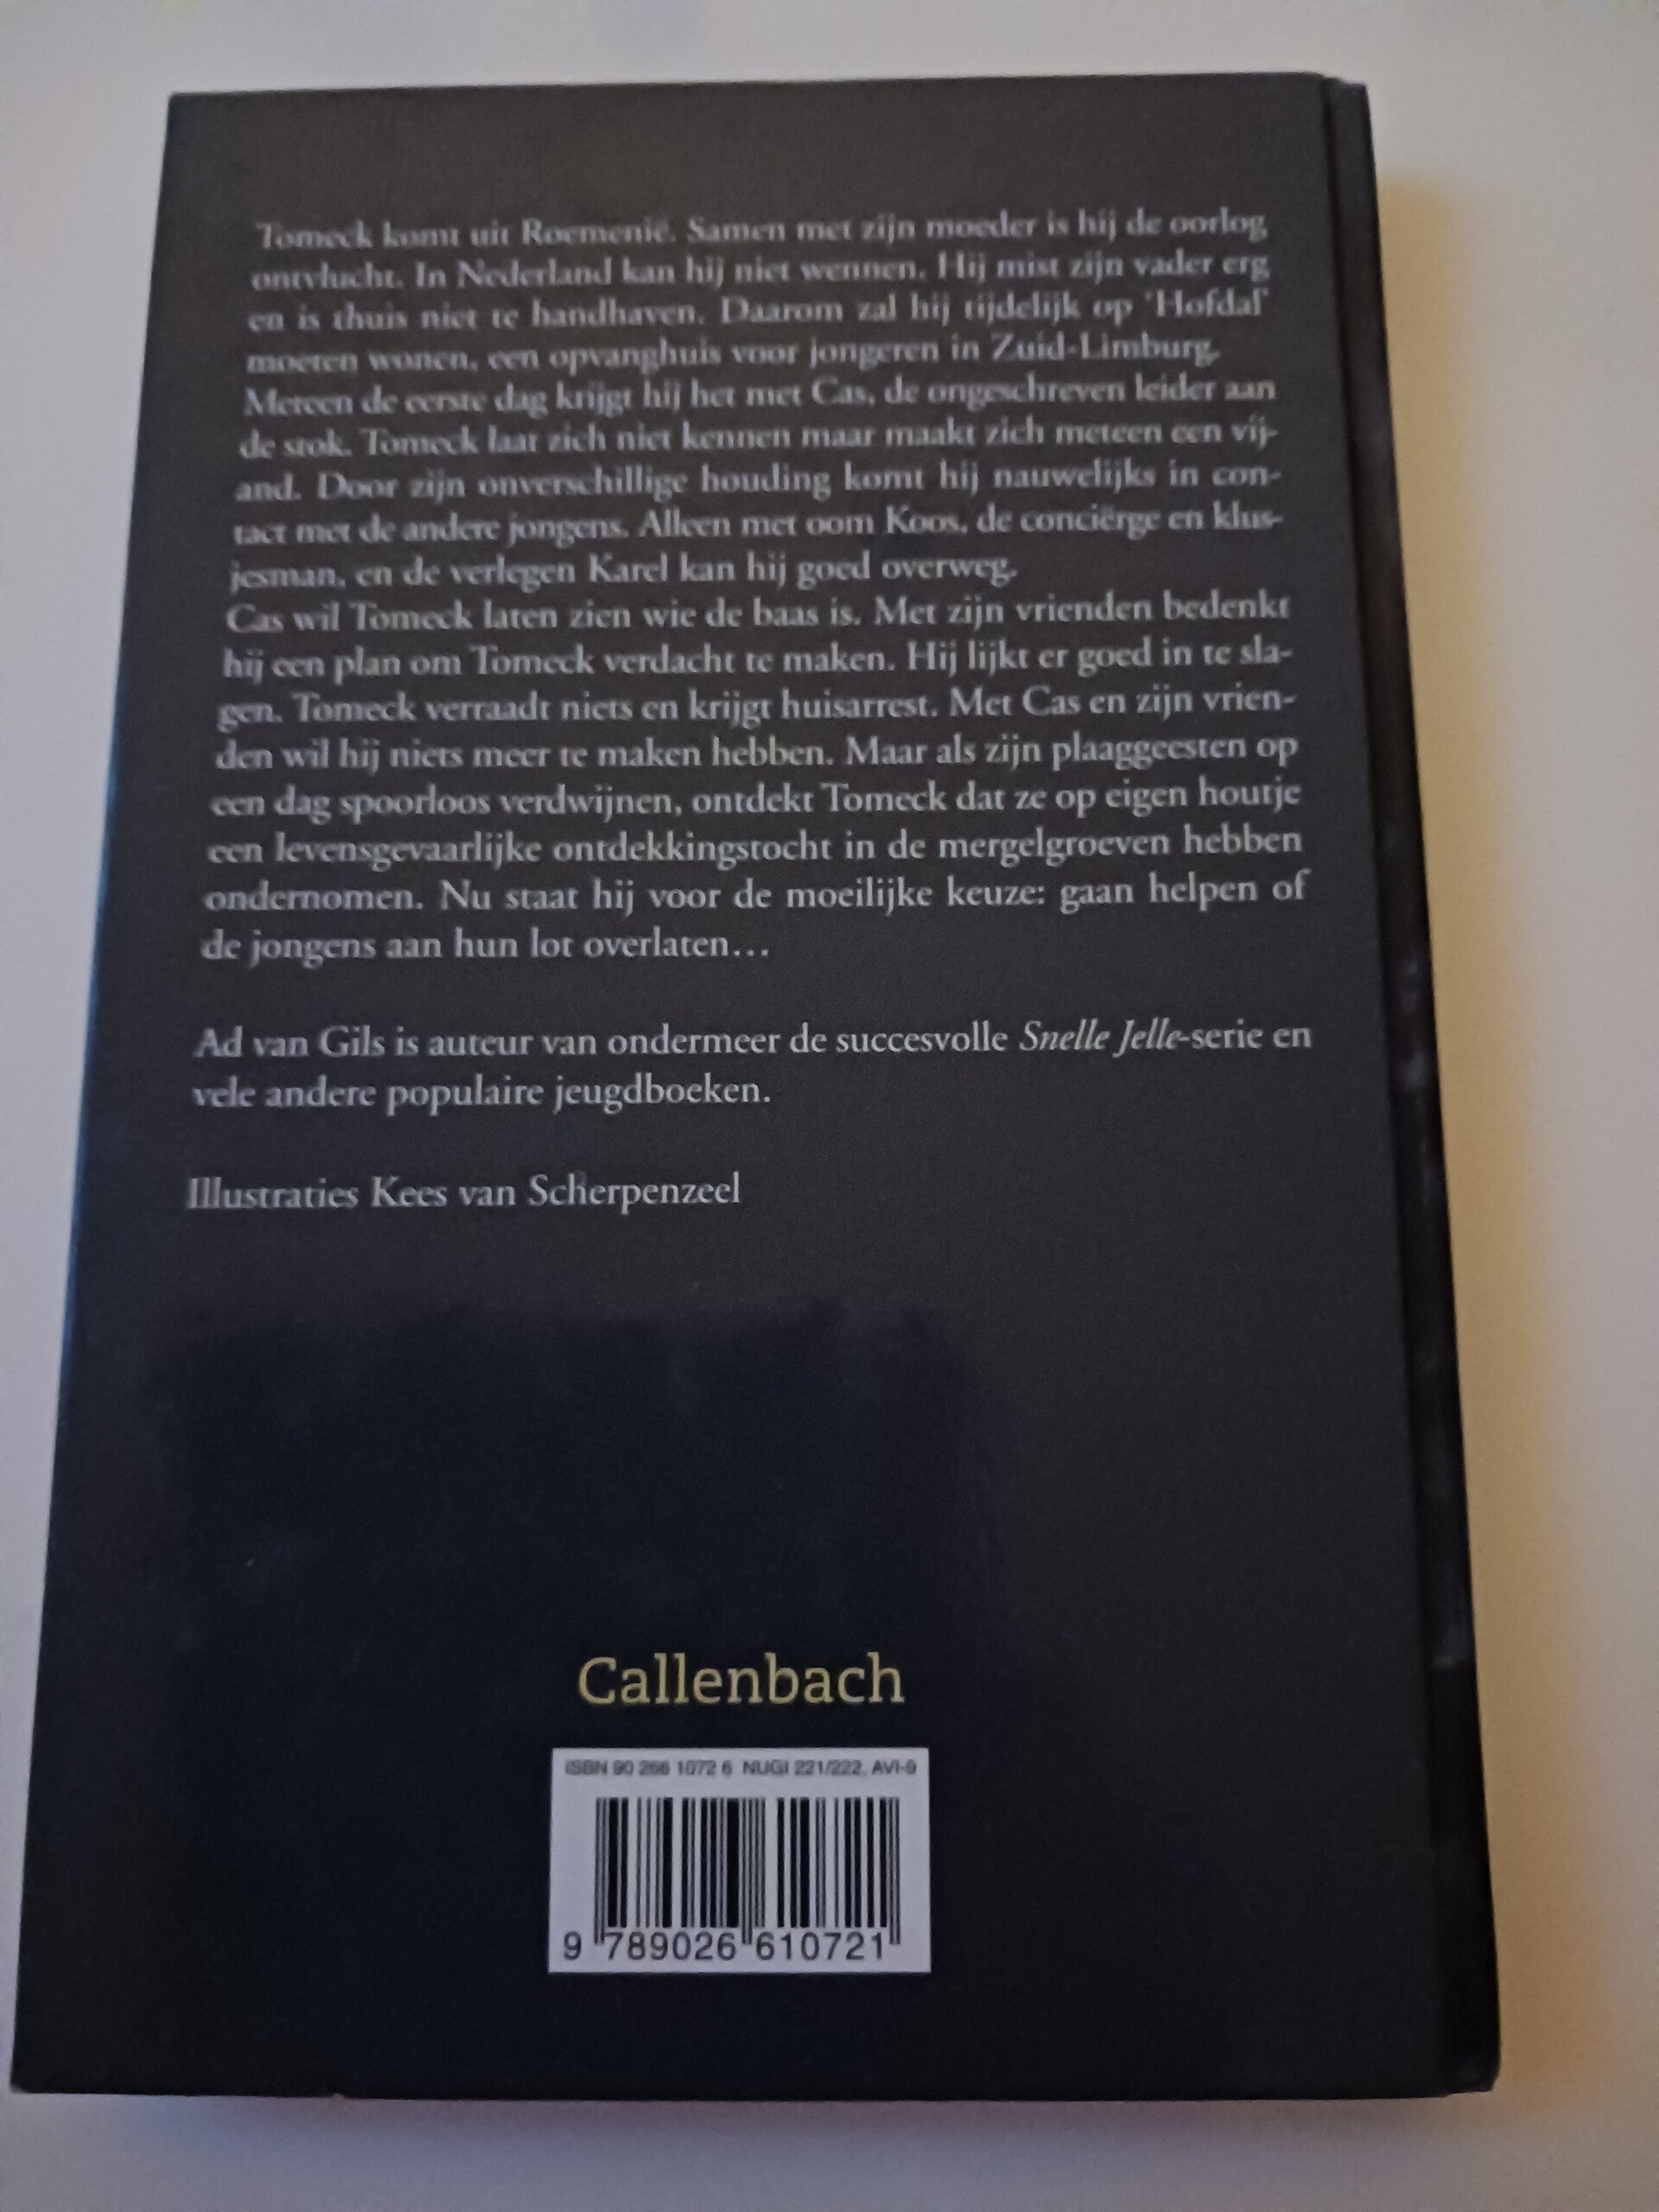 Tomeck komt uit Roemenië. Samen met zijn moeder is hij de oorlog
ontvlucht. In Nederland kan hij niet wennen. Hij mist zijn vader erg
en is thuis niet te handhaven. Daarom zal hij tijdelijk op 'Hofdal'
moeten wonen, een opvanghuis voor jongeren in Zuid-Limburg.
Meteen de eerste dag krijgt hij het met Cas, de ongeschreven leider aan
de stok. Tomeck laat zich niet kennen maar maakt zich meteen een vij-
and. Door zijn onverschillige houding komt hij nauwelijks in con-
tact met de andere jongens. Alleen met oom Koos, de conciërge en klus-
jesman, en de verlegen Karel kan hij goed overweg.
Cas wil Tomeck laten zien wie de baas is. Met zijn vrienden bedenkt
hij een plan om Tomeck verdacht te maken. Hij lijkt er goed in te sla-
gen. Tomeck verraadt niets en krijgt huisarrest. Met Cas en zijn vrien-
den wil hij niets meer te maken hebben. Maar als zijn plaaggeesten op
een dag spoorloos verdwijnen, ontdekt Tomeck dat ze op eigen houtje
een levensgevaarlijke ontdekkingstocht in de mergelgroeven hebben
ondernomen. Nu staat hij voor de moeilijke keuze: gaan helpen of
de jongens aan hun lot overlaten...
Ad van Gils is auteur van ondermeer de succesvolle Snelle Jelle-serie en
vele andere populaire jeugdboeken.
Illustraties Kees van Scherpenzeel
Callenbach
ISBN 90 266 1072 6 NUGI 221/222, AVI-9
9 789026 610721